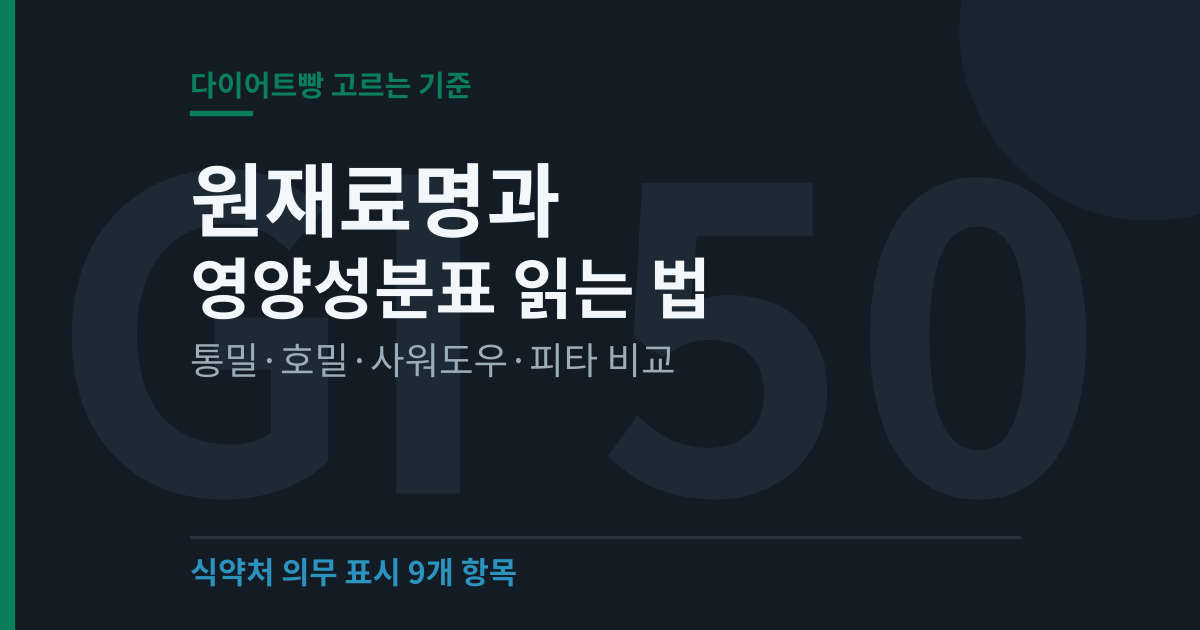 다이어트빵 고르는 기준
원재료명과
영양성분표 읽는 법
통밀·호밀·사워도우·피타 비교
GI 50
식약처 의무 표시 9개 항목